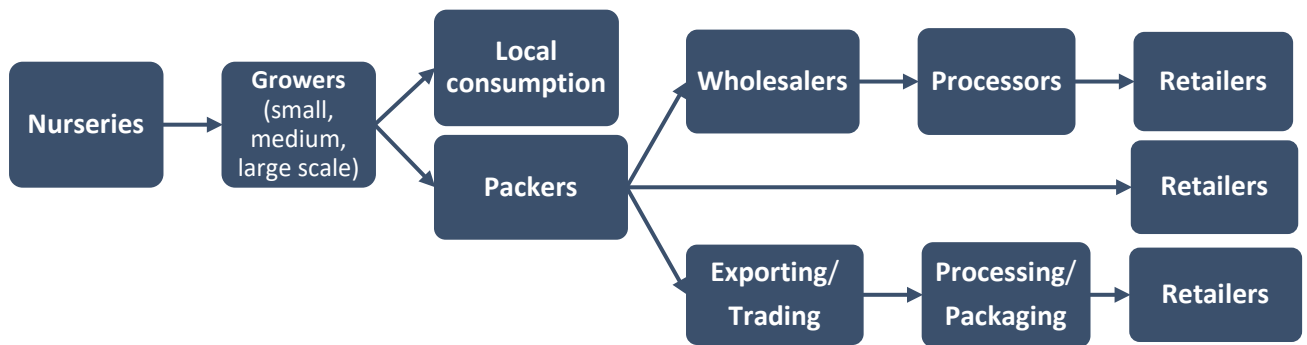 Nurseries
Growers
(small,
medium,
large scale)
Local
consumption
Packers
Wholesalers
Processors
Retailers
Retailers
Exporting/
Trading
Processing/
Packaging
Retailers